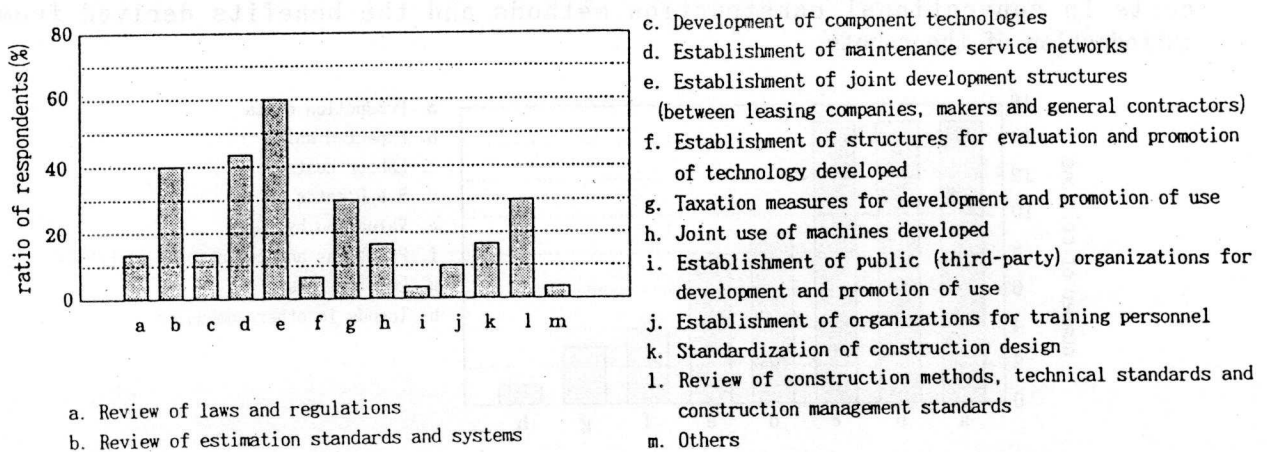 80
60
40
20
0
ratio of respondents(%)
a b c d e f g h i j k l m
a. Review of laws and regulations
b. Review of estimation standards and systems
c. Development of component technologies
d. Establishment of maintenance service networks
e. Establishment of joint development structures
(between leasing companies, makers and general contractors)
f. Establishment of structures for evaluation and promotion
of technology developed
g. Taxation measures for development and promotion of use
h. Joint use of machines developed
i. Establishment of public (third-party) organizations for
development and promotion of use
j. Establishment of organizations for training personnel
k. Standardization of construction design
l. Review of construction methods, technical standards and
construction management standards
m. Others